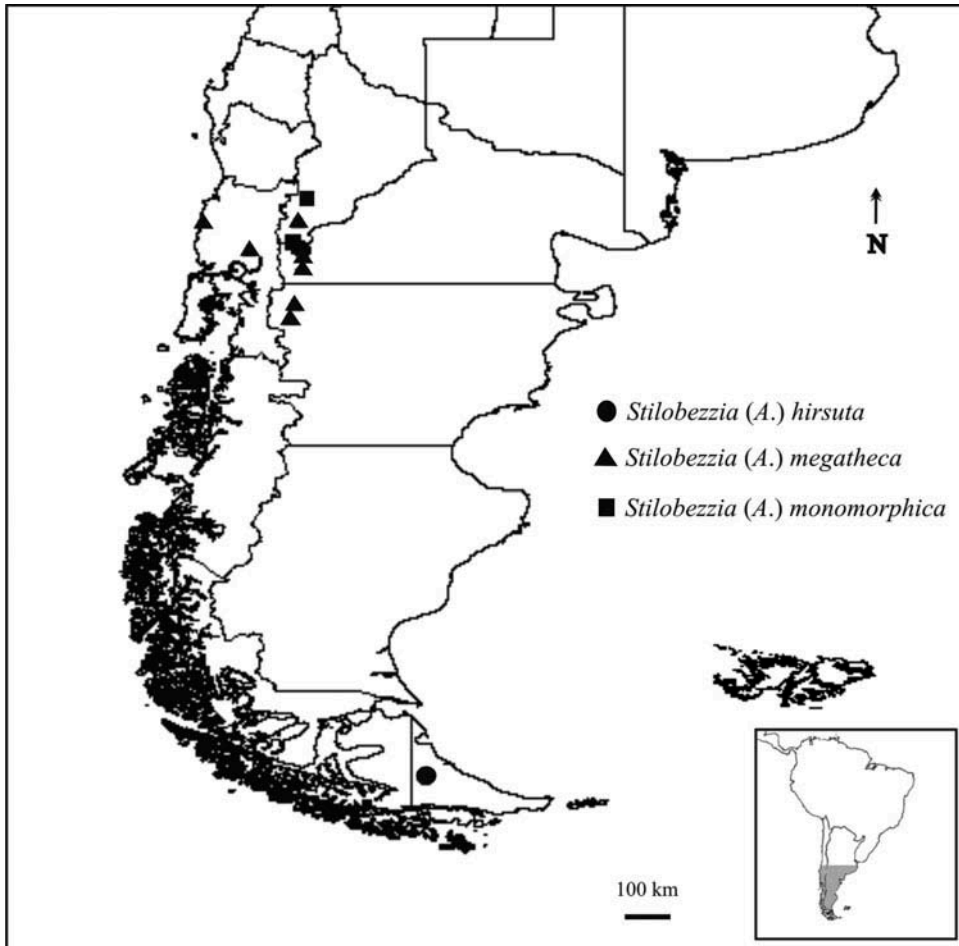 N
Stilobezzia (A.) hirsuta
Stilobezzia (A.) megatheca
Stilobezzia (A.) monomorphica
100 km